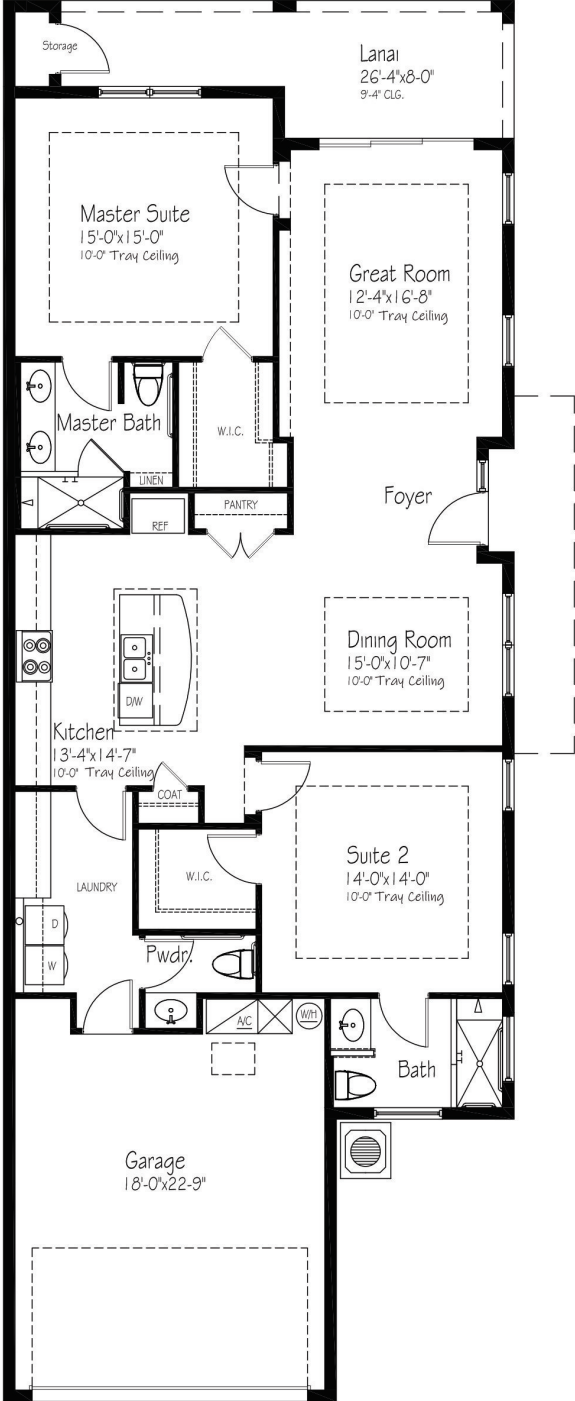 Storage
Lanai
26'-4"x8-0"
9'-4" CLG.
Master Suite
15'-0"x15'-0"
10'-0" Tray Ceiling
Great Room
12'-4"x16'-8"
10'-0" Tray Ceiling
Master Bath
W.I.C.
LINEN
Foyer
REF
PANTRY
Dining Room
15'-0"x10'-7"
10'-0" Tray Ceiling
D/W
Kitchen
13'-4"x14'-7"
10'-0" Tray Ceiling
COAT
Suite 2
14'-0"x14'-0"
10'-0" Tray Ceiling
W.I.C.
LAUNDRY
D
W
Pwdr.
A/C
W/H
Bath
Garage
18'-0"x22'-9"